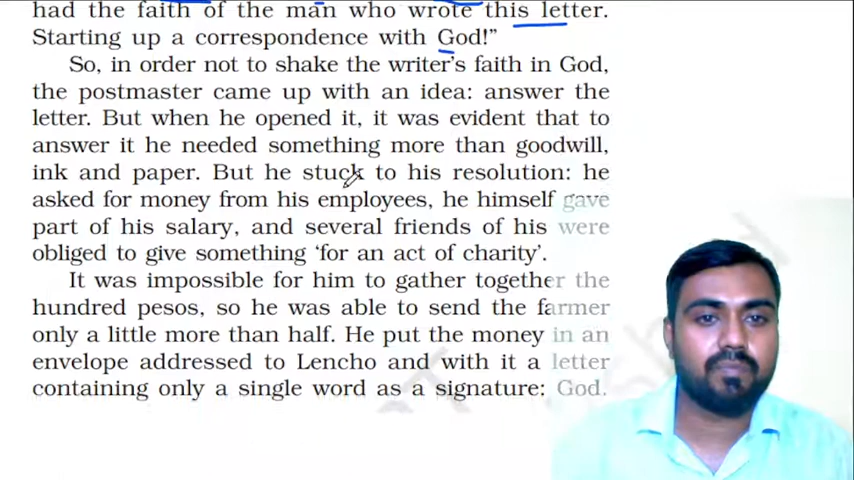 had the faith of the man who wrote this letter.
Starting up a correspondence with God!”
So, in order not to shake the writer’s faith in God,
the postmaster came up with an idea: answer the
letter. But when he opened it, it was evident that to
answer it he needed something more than goodwill,
ink and paper. But he stuck to his resolution: he
asked for money from his employees, he himself gave
part of his salary, and several friends of his were
obliged to give something ‘for an act of charity’.
It was impossible for him to gather together the
hundred pesos, so he was able to send the farmer
only a little more than half. He put the money in an
envelope addressed to Lencho and with it a letter
containing only a single word as a signature: God.